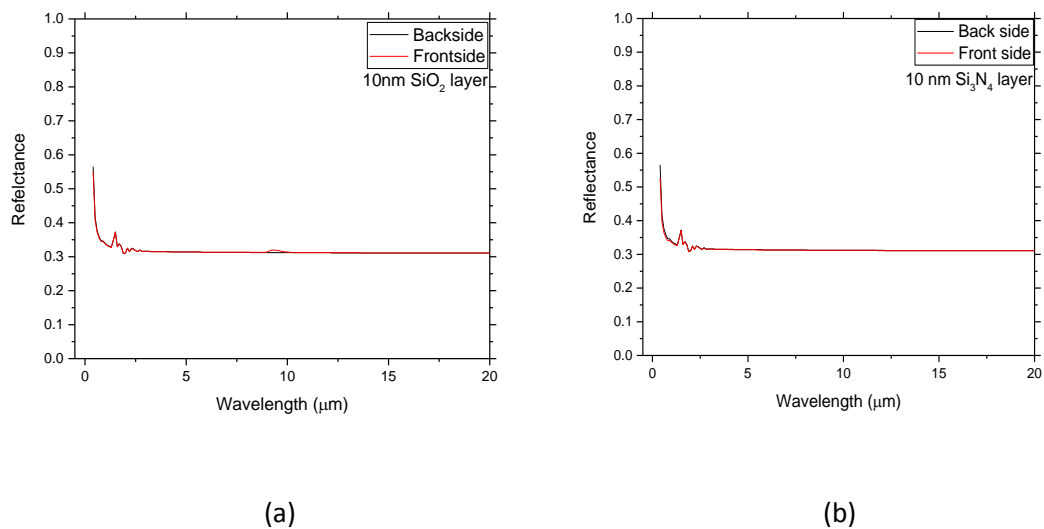 1.0
0.9
0.8
0.7
0.6
0.5
0.4
0.3
0.2
0.1
0.0
Refelctance
0 5 10 15 20
Wavelength (μm)
Backside
Frontside
10nm SiO₂ layer
(a)
1.0
0.9
0.8
0.7
0.6
0.5
0.4
0.3
0.2
0.1
0.0
Reflectance
0 5 10 15 20
Wavelength (μm)
Back side
Front side
10 nm Si₃N₄ layer
(b)